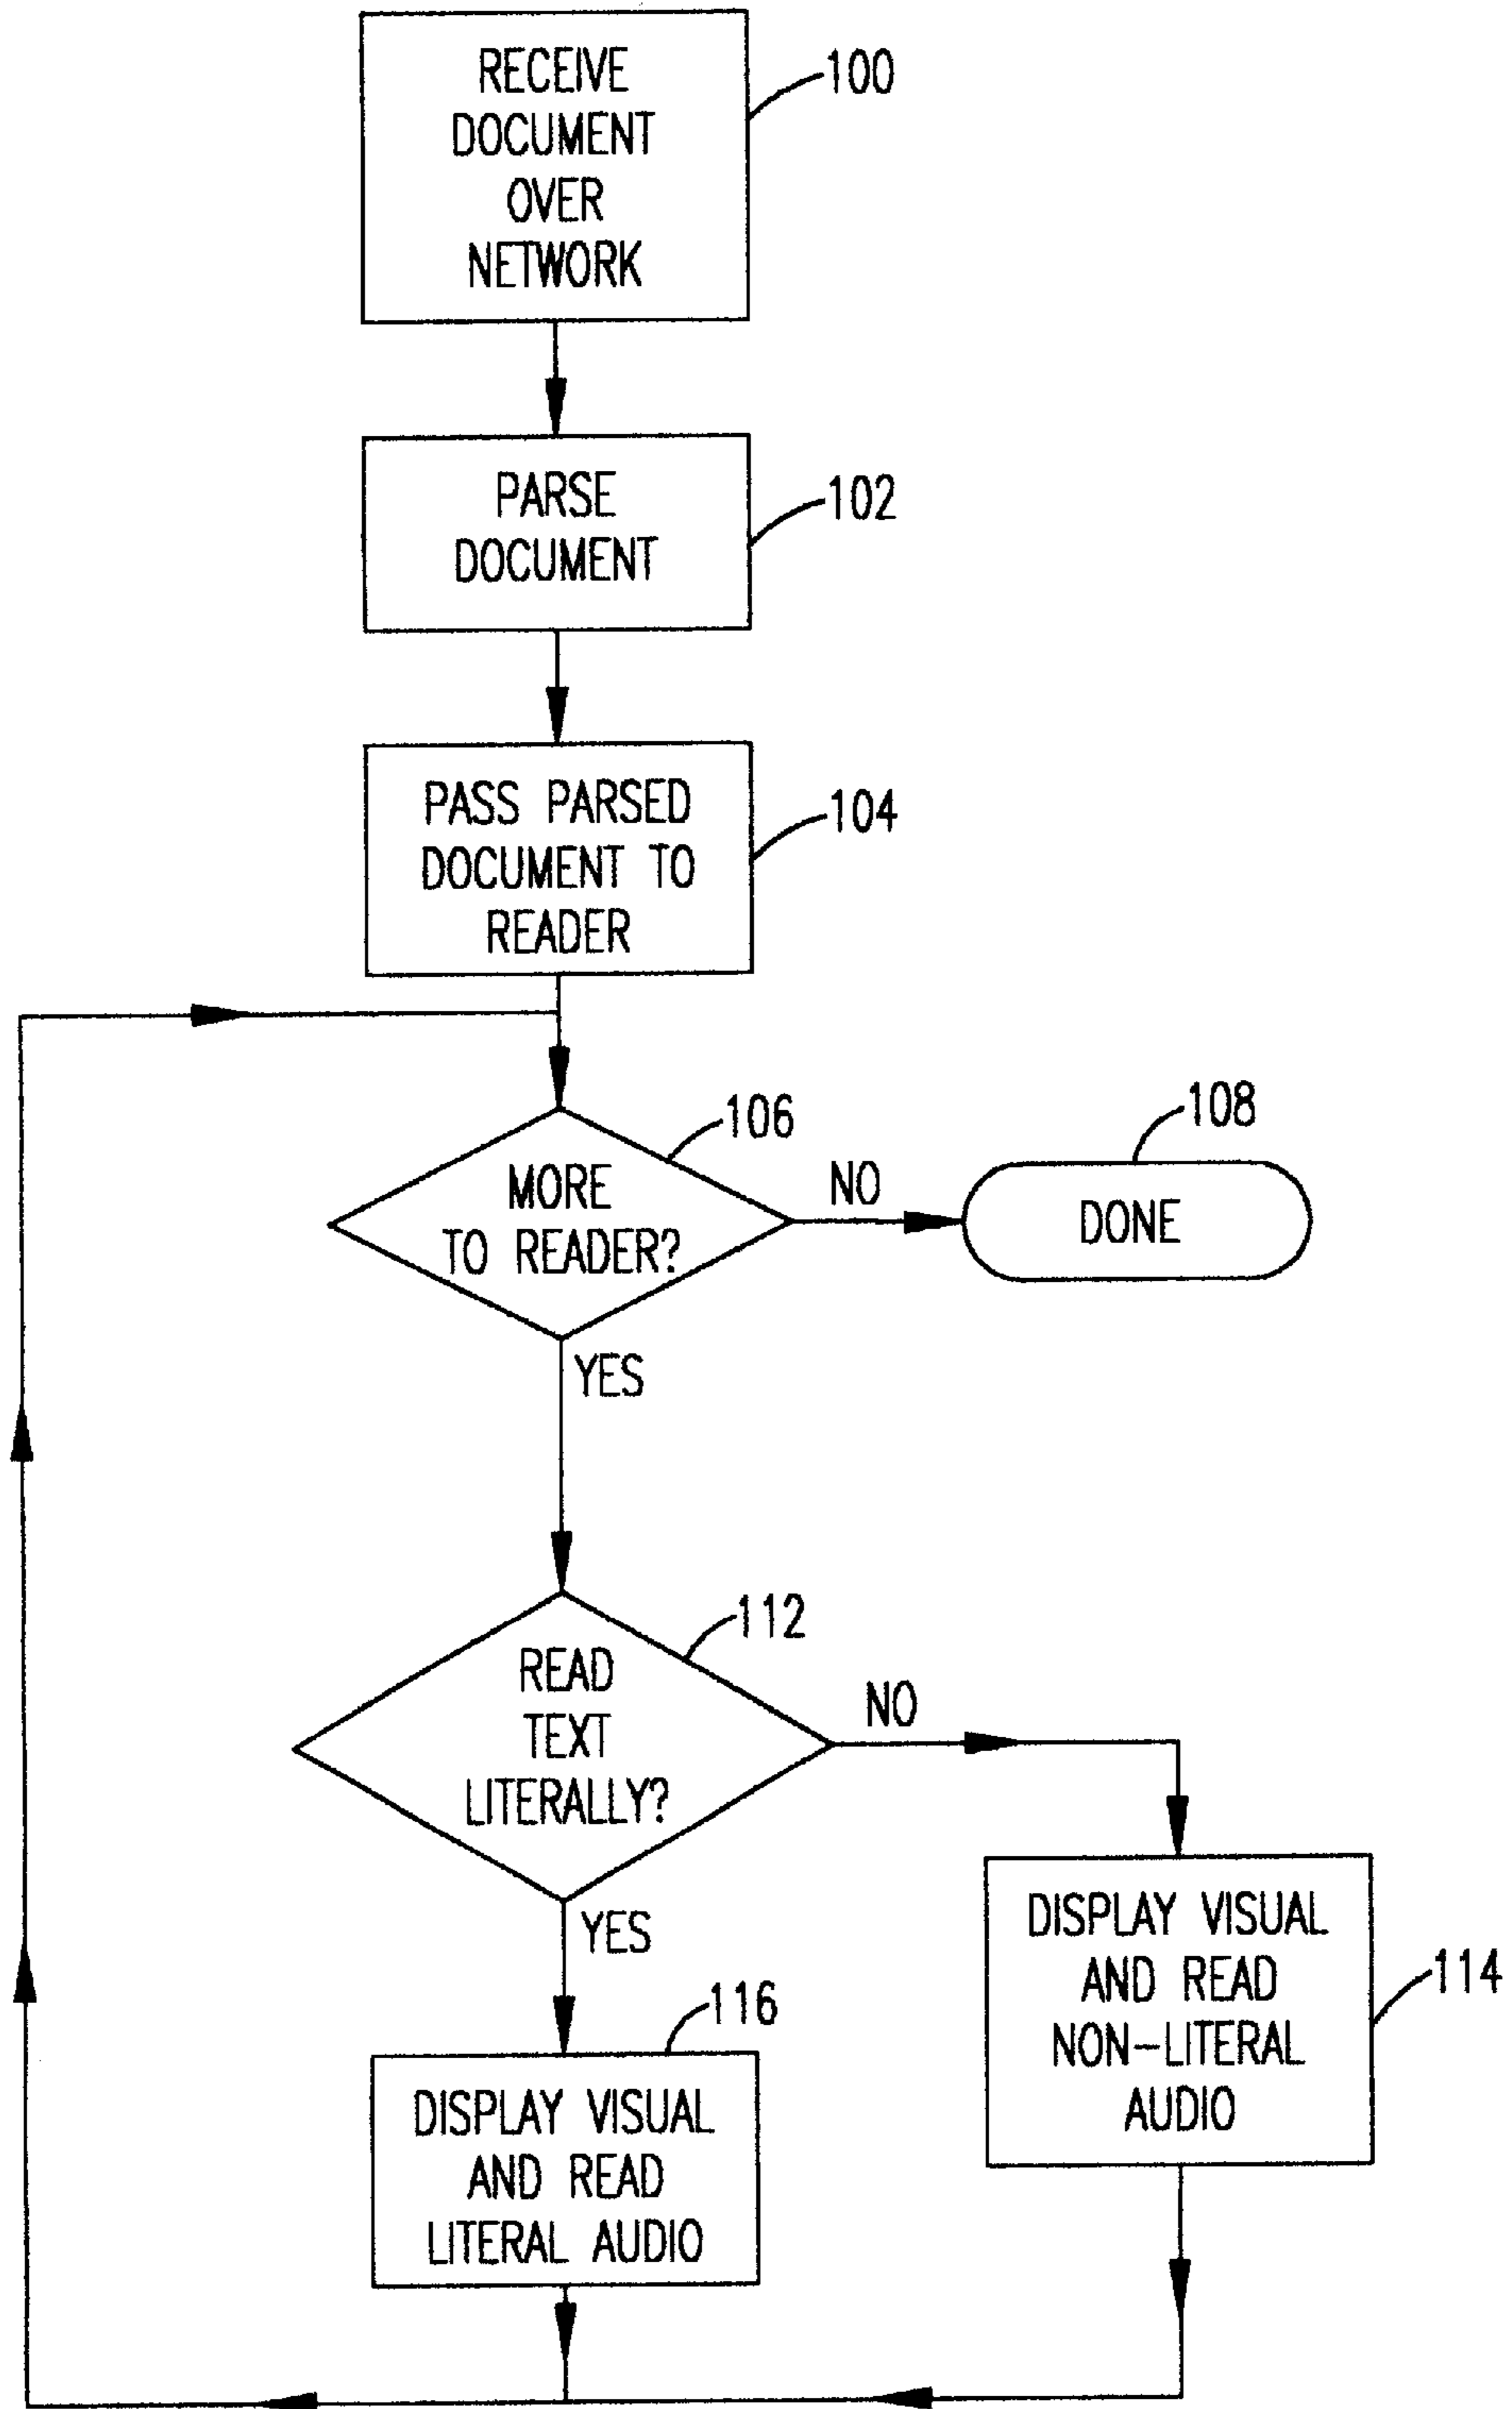 RECEIVE
DOCUMENT
OVER
NETWORK
100
PARSE
DOCUMENT
102
PASS PARSED
DOCUMENT TO
READER
104
106
MORE
TO READER?
NO
108
DONE
YES
112
READ
TEXT
LITERALLY?
NO
YES
DISPLAY VISUAL
AND READ
NON-LITERAL
AUDIO
114
116
DISPLAY VISUAL
AND READ
LITERAL AUDIO